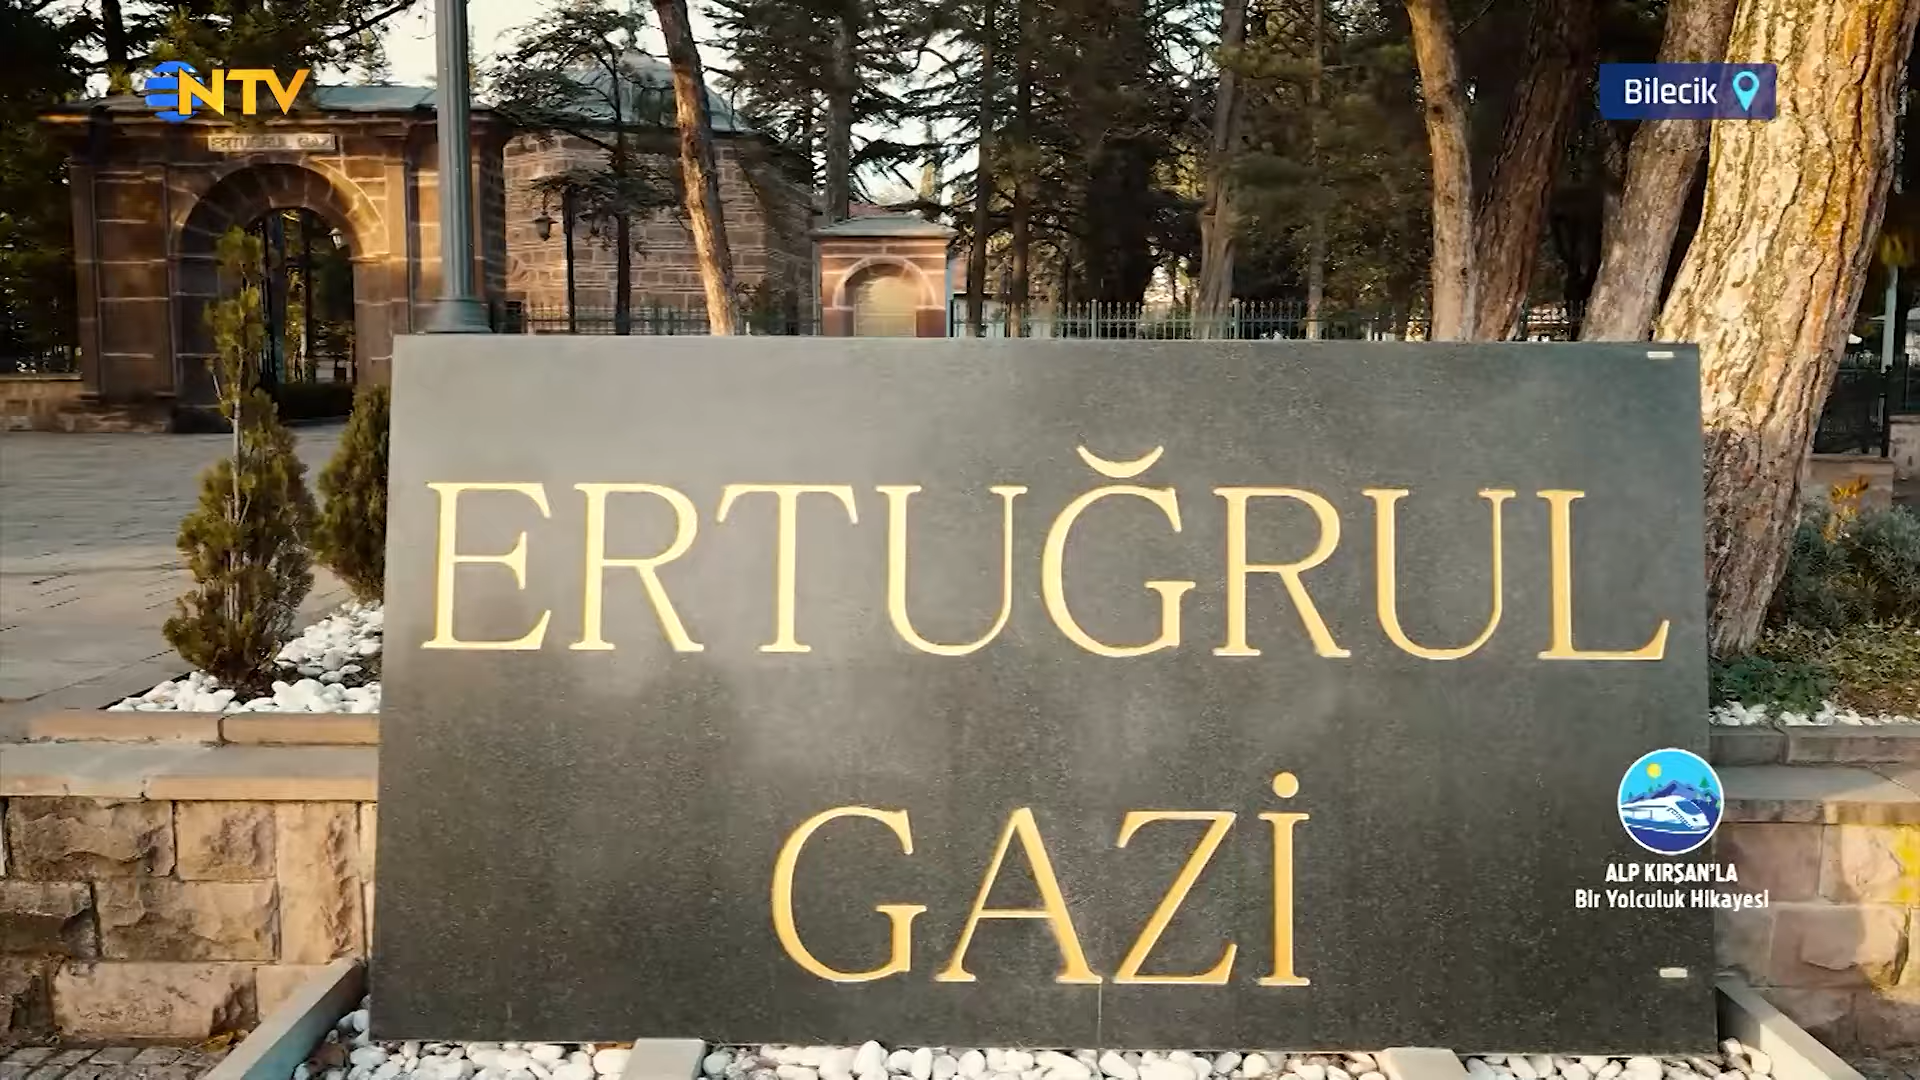 NTV
Bilecik
ERTUĞRUL GAZİ
ERTUĞRUL
GAZİ
ALP KIRŞAN'LA
Bir Yolculuk Hikayesi